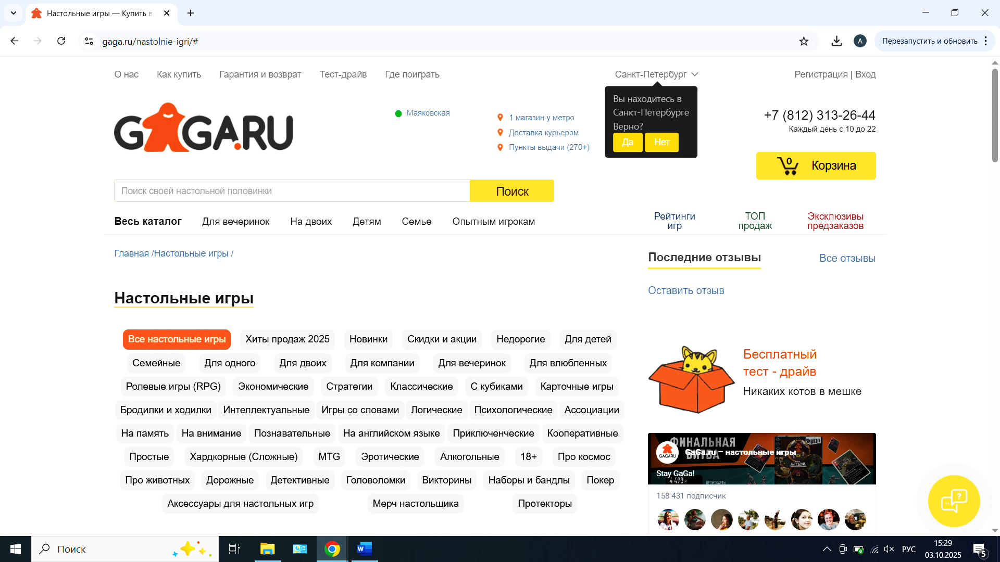 Настольные игры — Купить в
gaga.ru/nastolnie-igri/#
A
Перезапустить и обновить
О нас
Как купить
Гарантия и возврат
Тест-драйв
Где поиграть
Санкт-Петербург
Регистрация | Вход
Вы находитесь в
Санкт-Петербурге
Верно?
Да
Нет
GAGA.RU
Маяковская
1 магазин у метро
Доставка курьером
Пункты выдачи (270+)
+7 (812) 313-26-44
Каждый день с 10 до 22
0
Корзина
Поиск своей настольной половинки
Поиск
Весь каталог
Для вечеринок
На двоих
Детям
Семье
Опытным игрокам
Рейтинги
игр
ТОП
продаж
Эксклюзивы
предзаказов
Главная /Настольные игры /
Последние отзывы
Все отзывы
Оставить отзыв
Настольные игры
Все настольные игры
Хиты продаж 2025
Новинки
Скидки и акции
Недорогие
Для детей
Семейные
Для одного
Для двоих
Для компании
Для вечеринок
Для влюбленных
Ролевые игры (RPG)
Экономические
Стратегии
Классические
С кубиками
Карточные игры
Бродилки и ходилки
Интеллектуальные
Игры со словами
Логические
Психологические
Ассоциации
На память
На внимание
Познавательные
На английском языке
Приключенческие
Кооперативные
Простые
Хардкорные (Сложные)
MTG
Эротические
Алкогольные
18+
Про космос
Про животных
Дорожные
Детективные
Головоломки
Викторины
Наборы и бандлы
Покер
Аксессуары для настольных игр
Мерч настольщика
Протекторы
Бесплатный
тест - драйв
Никаких котов в мешке
ФИНАЛЬНАЯ
БИТВА
GAGARU
GaGa.ru – настольные игры
Stay GaGa!
4 490 ₽
ПРОМОКАРТЫ
158 431 подписчик
Поиск
РУС
15:29
03.10.2025
5